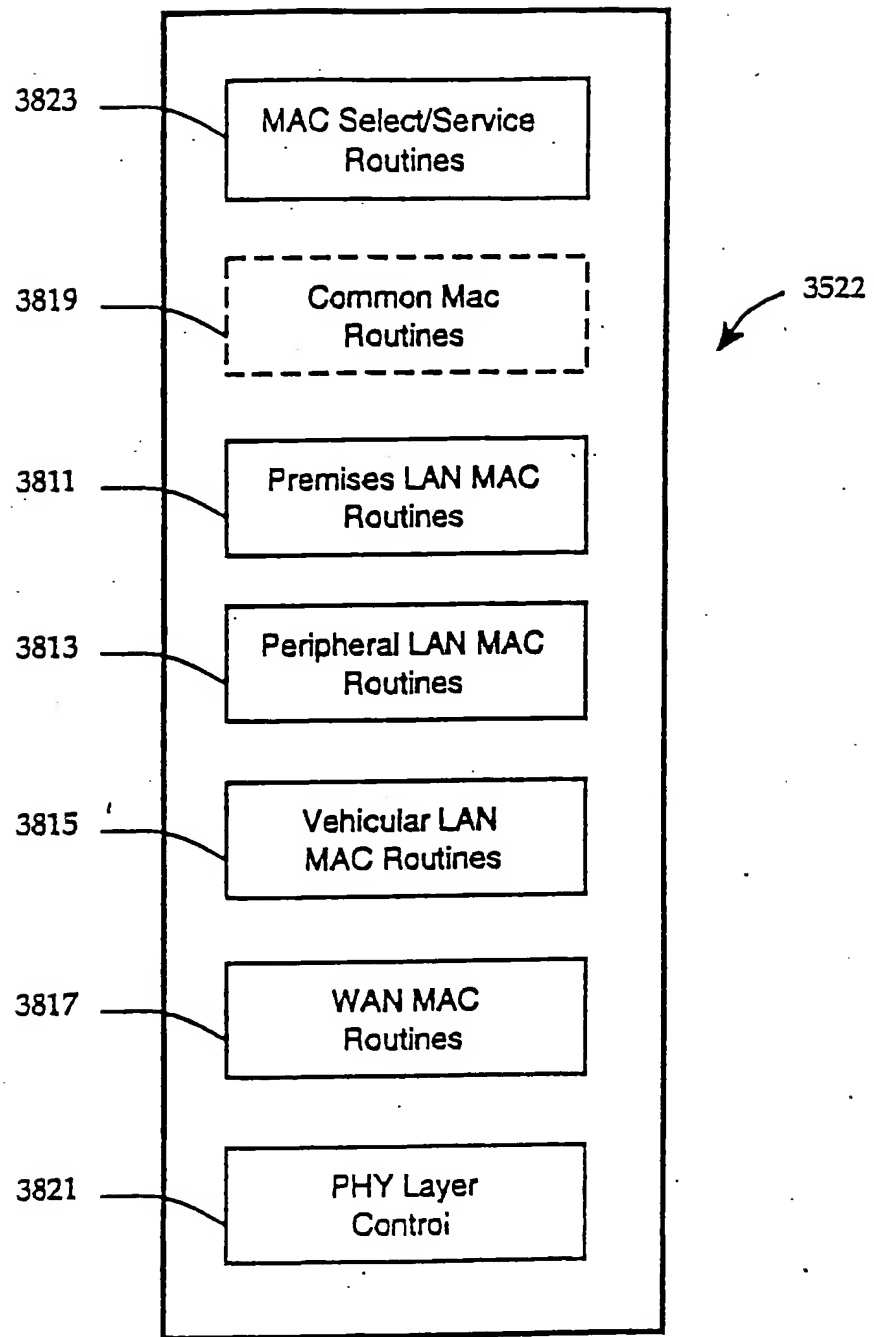 3823
MAC Select/Service
Routines
3819
Common Mac
Routines
3522
3811
Premises LAN MAC
Routines
3813
Peripheral LAN MAC
Routines
3815
Vehicular LAN
MAC Routines
3817
WAN MAC
Routines
3821
PHY Layer
Control